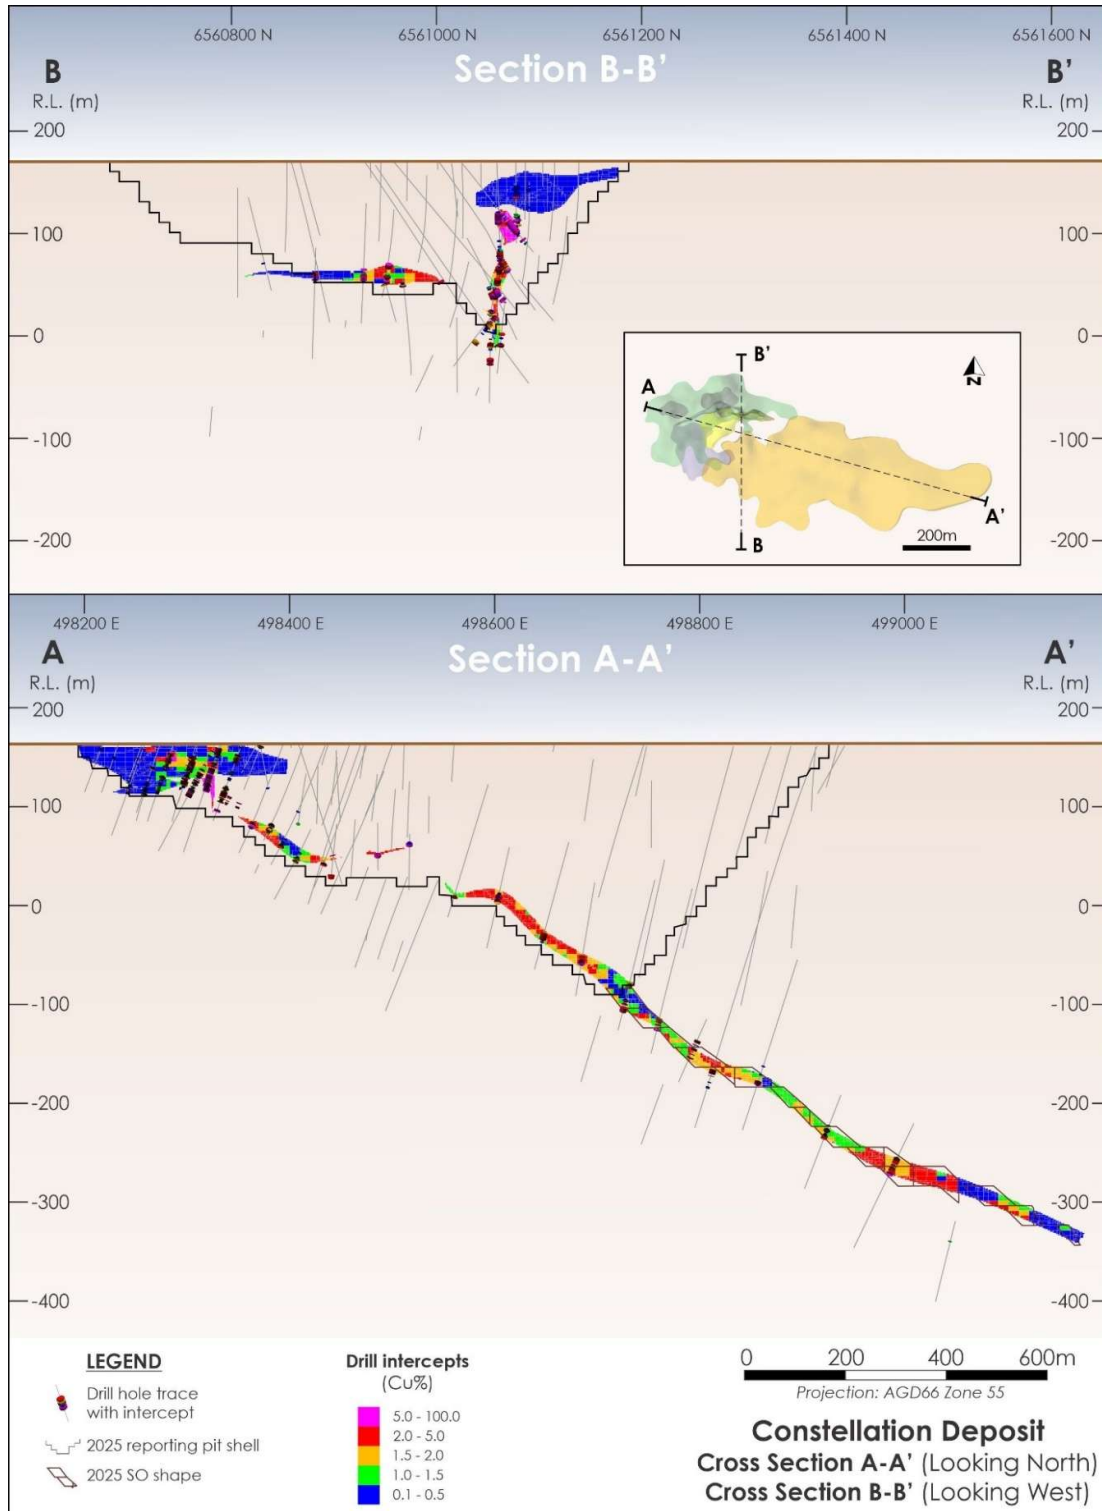 6560800 N 6561000 N 6561200 N 6561400 N 6561600 N
B Section B-B' B'
R.L. (m) R.L. (m)
200 200
100 100
0 0
-100 -100
-200 -200
B'
A
N
A'
B
200m
498200 E 498400 E 498600 E 498800 E 499000 E
A Section A-A' A'
R.L. (m) R.L. (m)
200 200
100 100
0 0
-100 -100
-200 -200
-300 -300
-400 -400
LEGEND
Drill hole trace
with intercept
2025 reporting pit shell
2025 SO shape
Drill intercepts
(Cu%)
5.0 - 100.0
2.0 - 5.0
1.5 - 2.0
1.0 - 1.5
0.1 - 0.5
0 200 400 600m
Projection: AGD66 Zone 55
Constellation Deposit
Cross Section A-A' (Looking North)
Cross Section B-B' (Looking West)